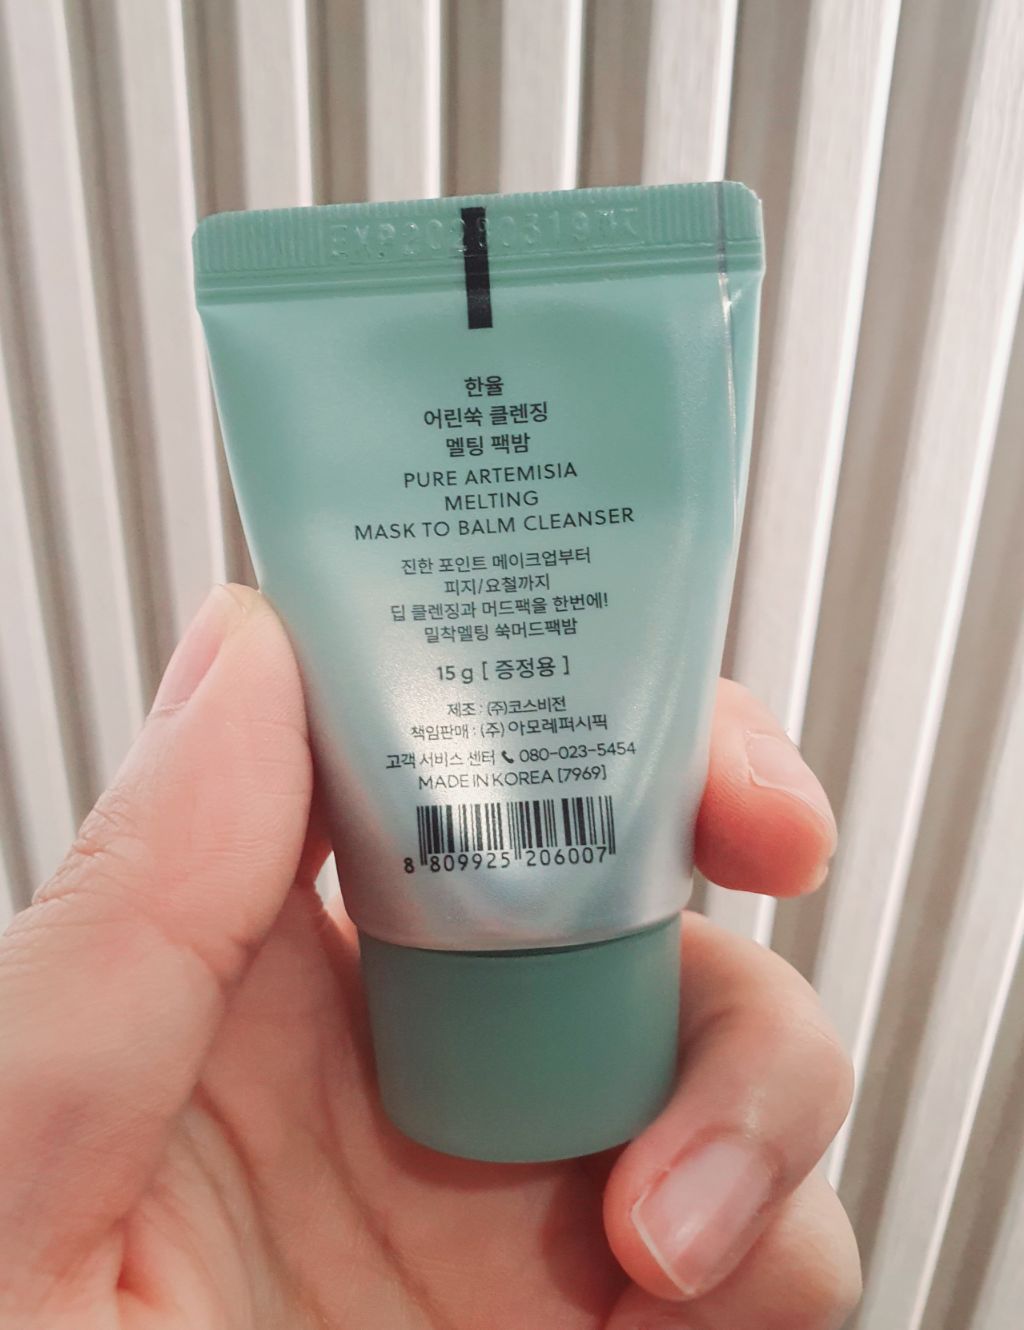 한율
어린쑥 클렌징
멜팅 팩밤
PURE ARTEMISIA
MELTING
MASK TO BALM CLEANSER
진한 포인트 메이크업부터
피지/요철까지
딥 클렌징과 머드팩을 한번에!
밀착멜팅 쑥머드팩밤
15 g [ 증정용 ]
제조 : (주)코스비전
책임판매 : (주) 아모레퍼시픽
고객 서비스 센터 📞 080-023-5454
MADE IN KOREA [7969]
8 809925 206007